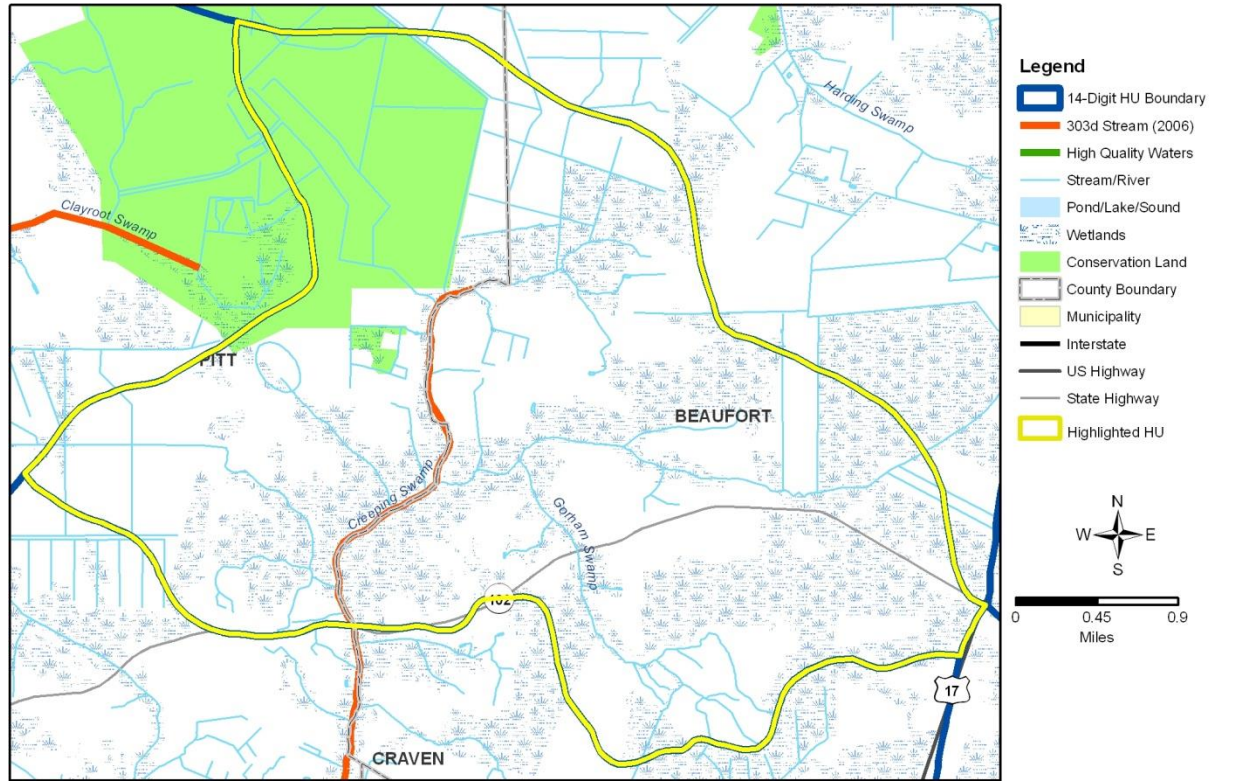 Harding Swamp
Clayroot Swamp
PITT
BEAUFORT
Creeping Swamp
Gorham Swamp
102
17
CRAVEN
Legend
14-Digit HU Boundary
303d Stream (2006)
High Quality Waters
Stream/River
Pond/Lake/Sound
Wetlands
Conservation Land
County Boundary
Municipality
Interstate
US Highway
State Highway
Highlighted HU
N
W E
S
0 0.45 0.9
Miles